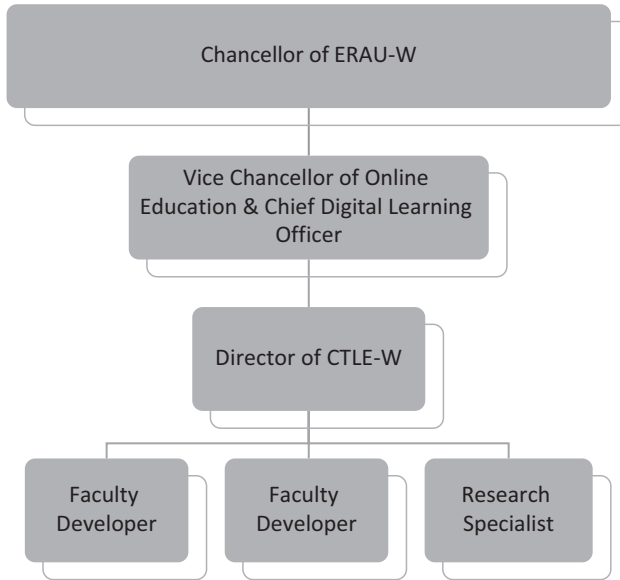 Chancellor of ERAU-W
Vice Chancellor of Online
Education & Chief Digital Learning
Officer
Director of CTLE-W
Faculty
Developer
Faculty
Developer
Research
Specialist